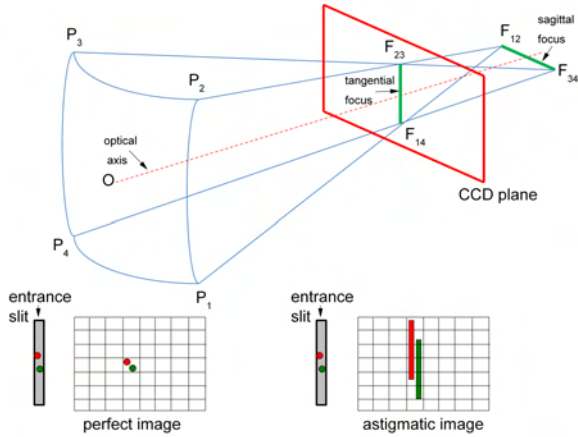 P3
F12
sagittal
focus
F23
P2
tangential
focus
F34
optical
axis
F14
O
CCD plane
P4
P1
entrance
slit
entrance
slit
perfect image
astigmatic image